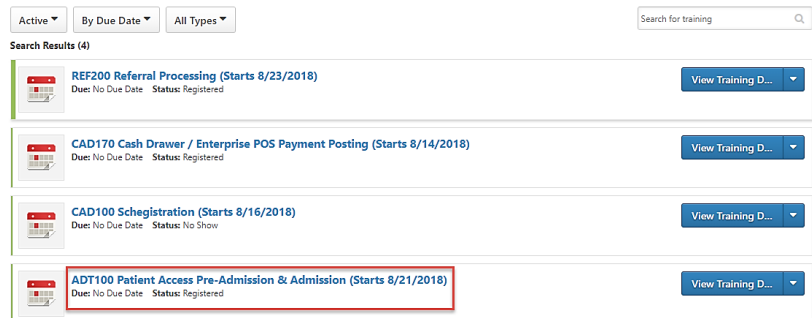 Active By Due Date All Types Search for training
Search Results (4)
REF200 Referral Processing (Starts 8/23/2018)
Due: No Due Date Status: Registered
View Training D...
CAD170 Cash Drawer / Enterprise POS Payment Posting (Starts 8/14/2018)
Due: No Due Date Status: Registered
View Training D...
CAD100 Schegistration (Starts 8/16/2018)
Due: No Due Date Status: No Show
View Training D...
ADT100 Patient Access Pre-Admission & Admission (Starts 8/21/2018)
Due: No Due Date Status: Registered
View Training D...